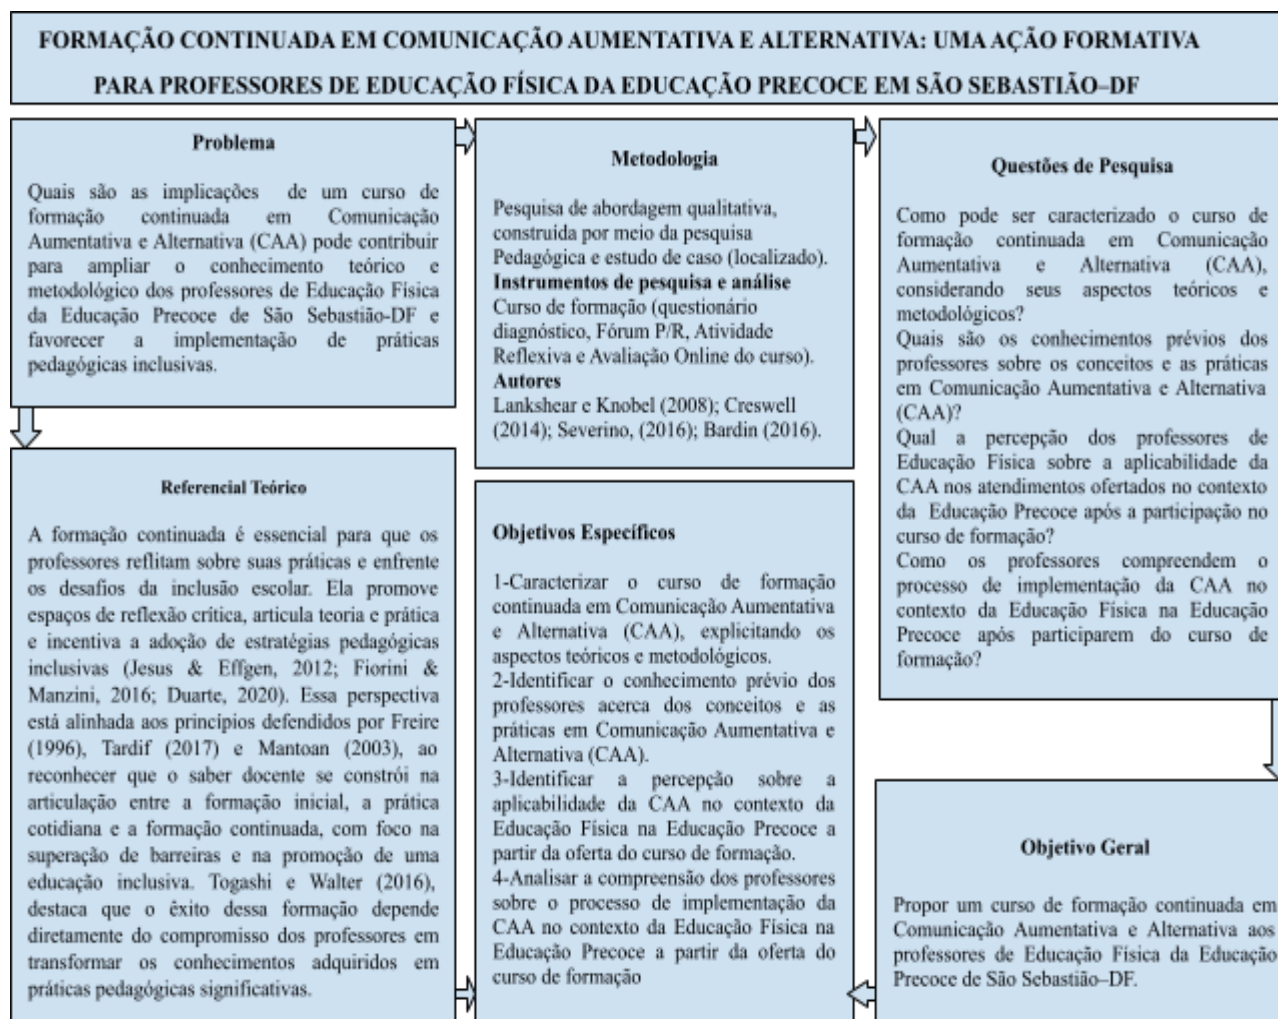 FORMAÇÃO CONTINUADA EM COMUNICAÇÃO AUMENTATIVA E ALTERNATIVA: UMA AÇÃO FORMATIVA
PARA PROFESSORES DE EDUCAÇÃO FÍSICA DA EDUCAÇÃO PRECOCE EM SÃO SEBASTIÃO–DF
Problema
Quais são as implicações de um curso de
formação continuada em Comunicação
Aumentativa e Alternativa (CAA) pode contribuir
para ampliar o conhecimento teórico e
metodológico dos professores de Educação Física
da Educação Precoce de São Sebastião-DF e
favorecer a implementação de práticas
pedagógicas inclusivas.
Metodologia
Pesquisa de abordagem qualitativa,
construída por meio da pesquisa
Pedagógica e estudo de caso (localizado).
Instrumentos de pesquisa e análise
Curso de formação (questionário
diagnóstico, Fórum P/R, Atividade
Reflexiva e Avaliação Online do curso).
Autores
Lankshear e Knobel (2008); Creswell
(2014); Severino, (2016); Bardin (2016).
Questões de Pesquisa
Como pode ser caracterizado o curso de
formação continuada em Comunicação
Aumentativa e Alternativa (CAA),
considerando seus aspectos teóricos e
metodológicos?
Quais são os conhecimentos prévios dos
professores sobre os conceitos e as práticas
em Comunicação Aumentativa e Alternativa
(CAA)?
Qual a percepção dos professores de
Educação Física sobre a aplicabilidade da
CAA nos atendimentos ofertados no contexto
da Educação Precoce após a participação no
curso de formação?
Como os professores compreendem o
processo de implementação da CAA no
contexto da Educação Física na Educação
Precoce após participarem do curso de
formação?
Referencial Teórico
A formação continuada é essencial para que os
professores reflitam sobre suas práticas e enfrente
os desafios da inclusão escolar. Ela promove
espaços de reflexão crítica, articula teoria e prática
e incentiva a adoção de estratégias pedagógicas
inclusivas (Jesus & Effgen, 2012; Fiorini &
Manzini, 2016; Duarte, 2020). Essa perspectiva
está alinhada aos princípios defendidos por Freire
(1996), Tardif (2017) e Mantoan (2003), ao
reconhecer que o saber docente se constrói na
articulação entre a formação inicial, a prática
cotidiana e a formação continuada, com foco na
superação de barreiras e na promoção de uma
educação inclusiva. Togashi e Walter (2016),
destaca que o êxito dessa formação depende
diretamente do compromisso dos professores em
transformar os conhecimentos adquiridos em
práticas pedagógicas significativas.
Objetivos Específicos
1-Caracterizar o curso de formação
continuada em Comunicação Aumentativa
e Alternativa (CAA), explicitando os
aspectos teóricos e metodológicos.
2-Identificar o conhecimento prévio dos
professores acerca dos conceitos e as
práticas em Comunicação Aumentativa e
Alternativa (CAA).
3-Identificar a percepção sobre a
aplicabilidade da CAA no contexto da
Educação Física na Educação Precoce a
partir da oferta do curso de formação.
4-Analisar a compreensão dos professores
sobre o processo de implementação da
CAA no contexto da Educação Física na
Educação Precoce a partir da oferta do
curso de formação
Objetivo Geral
Propor um curso de formação continuada em
Comunicação Aumentativa e Alternativa aos
professores de Educação Física da Educação
Precoce de São Sebastião–DF.